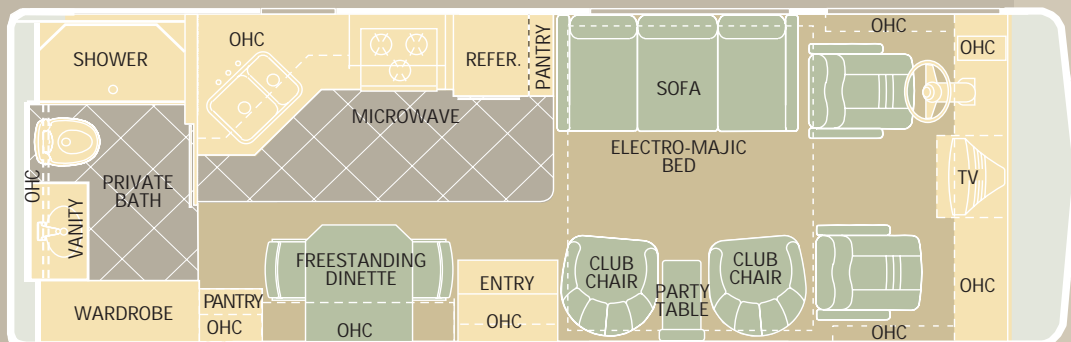 SHOWER
OHC
REFER.
PANTRY
SOFA
OHC
OHC
MICROWAVE
ELECTRO-MAJIC
BED
TV
OHC
PRIVATE
BATH
VANITY
FREESTANDING
DINETTE
ENTRY
CLUB
CHAIR
CLUB
CHAIR
PARTY
TABLE
OHC
WARDROBE
PANTRY
OHC
OHC
OHC
OHC